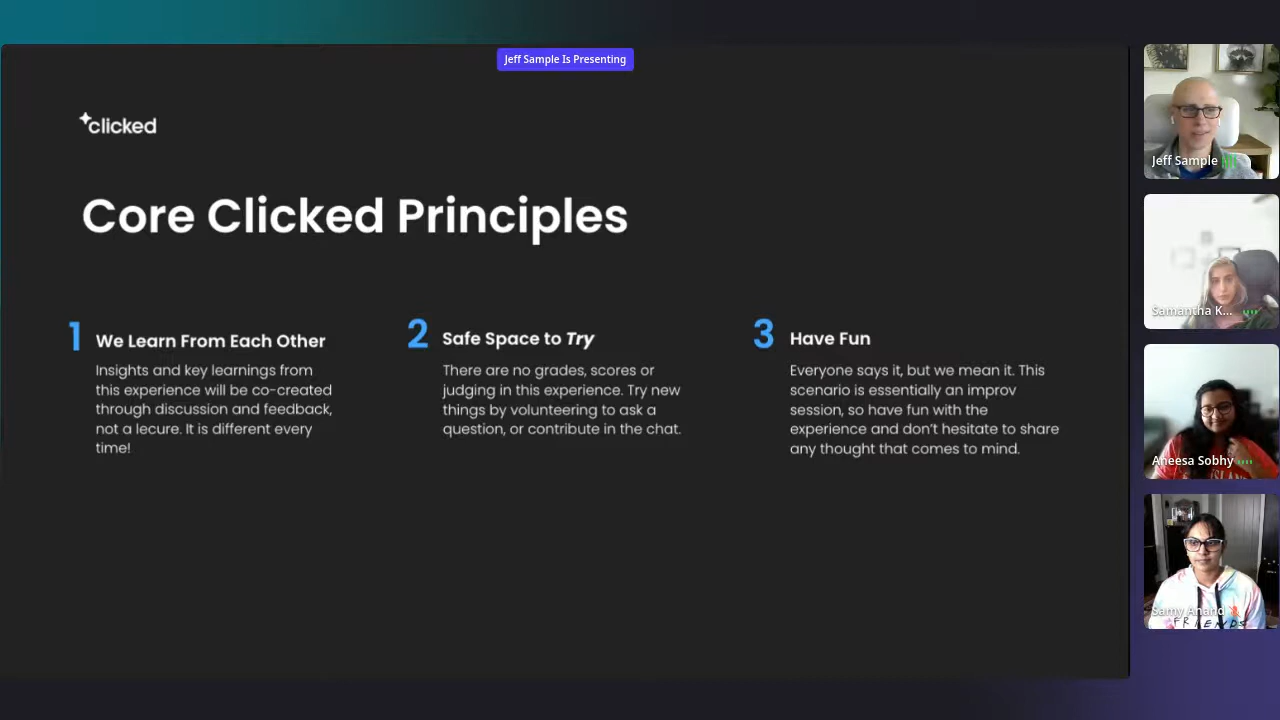 Jeff Sample Is Presenting
clicked
Core Clicked Principles
1 We Learn From Each Other
Insights and key learnings from
this experience will be co-created
through discussion and feedback,
not a lecure. It is different every
time!
2 Safe Space to Try
There are no grades, scores or
judging in this experience. Try new
things by volunteering to ask a
question, or contribute in the chat.
3 Have Fun
Everyone says it, but we mean it. This
scenario is essentially an improv
session, so have fun with the
experience and don't hesitate to share
any thought that comes to mind.
Jeff Sample
Samantha K...
Aneesa Sobhy
Samy Anand
FRIENDS